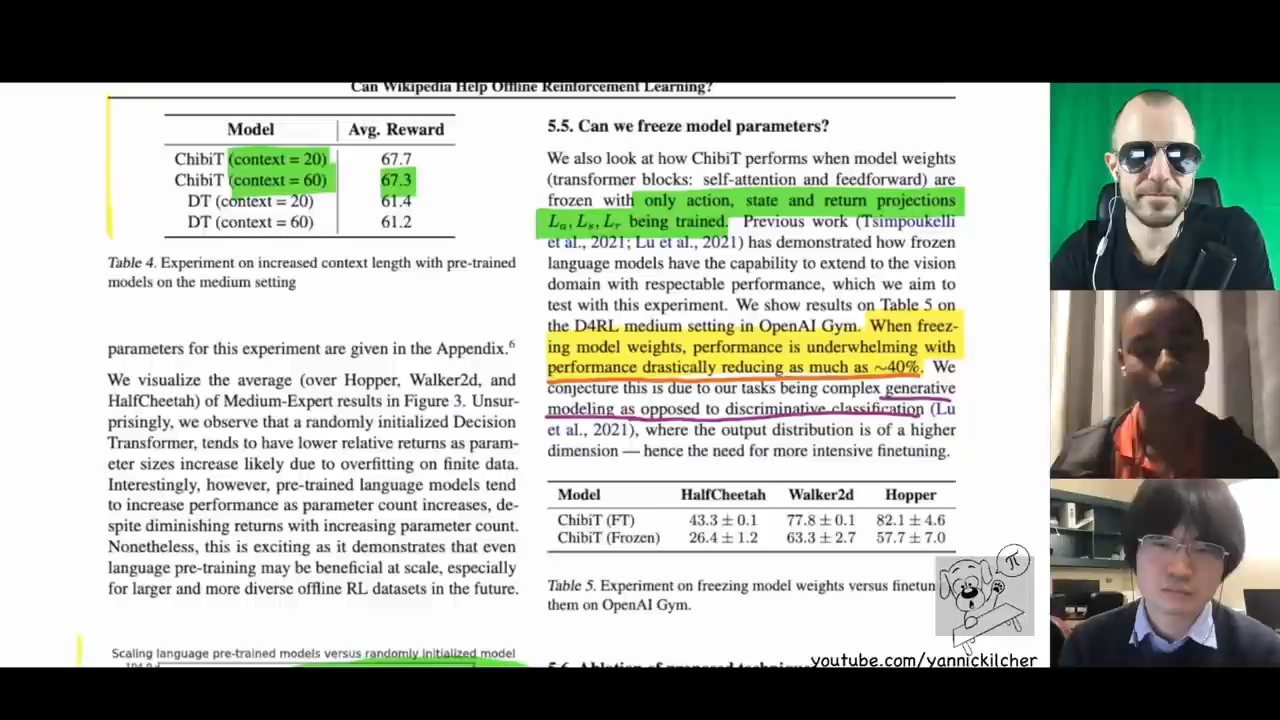 Can Wikipedia Help Offline Reinforcement Learning?
Model Avg. Reward
ChibiT (context = 20) 67.7
ChibiT (context = 60) 67.3
DT (context = 20) 61.4
DT (context = 60) 61.2
Table 4. Experiment on increased context length with pre-trained
models on the medium setting
parameters for this experiment are given in the Appendix.6
We visualize the average (over Hopper, Walker2d, and
HalfCheetah) of Medium-Expert results in Figure 3. Unsur-
prisingly, we observe that a randomly initialized Decision
Transformer, tends to have lower relative returns as param-
eter sizes increase likely due to overfitting on finite data.
Interestingly, however, pre-trained language models tend
to increase performance as parameter count increases, de-
spite diminishing returns with increasing parameter count.
Nonetheless, this is exciting as it demonstrates that even
language pre-training may be beneficial at scale, especially
for larger and more diverse offline RL datasets in the future.
Scaling language pre-trained models versus randomly initialized model
5.5. Can we freeze model parameters?
We also look at how ChibiT performs when model weights
(transformer blocks: self-attention and feedforward) are
frozen with only action, state and return projections
La, Ls, Lr being trained. Previous work (Tsimpoukelli
et al., 2021; Lu et al., 2021) has demonstrated how frozen
language models have the capability to extend to the vision
domain with respectable performance, which we aim to
test with this experiment. We show results on Table 5 on
the D4RL medium setting in OpenAI Gym. When freez-
ing model weights, performance is underwhelming with
performance drastically reducing as much as ~40%. We
conjecture this is due to our tasks being complex generative
modeling as opposed to discriminative classification (Lu
et al., 2021), where the output distribution is of a higher
dimension — hence the need for more intensive finetuning.
Model HalfCheetah Walker2d Hopper
ChibiT (FT) 43.3 ± 0.1 77.8 ± 0.1 82.1 ± 4.6
ChibiT (Frozen) 26.4 ± 1.2 63.3 ± 2.7 57.7 ± 7.0
Table 5. Experiment on freezing model weights versus finetun
them on OpenAI Gym.
π
5.6. Ablation of proposed
youtube.com/yannickilcher